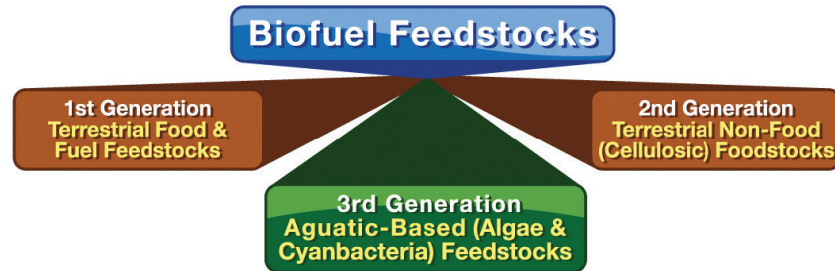 Biofuel Feedstocks
1st Generation
Terrestrial Food &
Fuel Feedstocks
2nd Generation
Terrestrial Non-Food
(Cellulosic) Foodstocks
3rd Generation
Aguatic-Based (Algae &
Cyanbacteria) Feedstocks